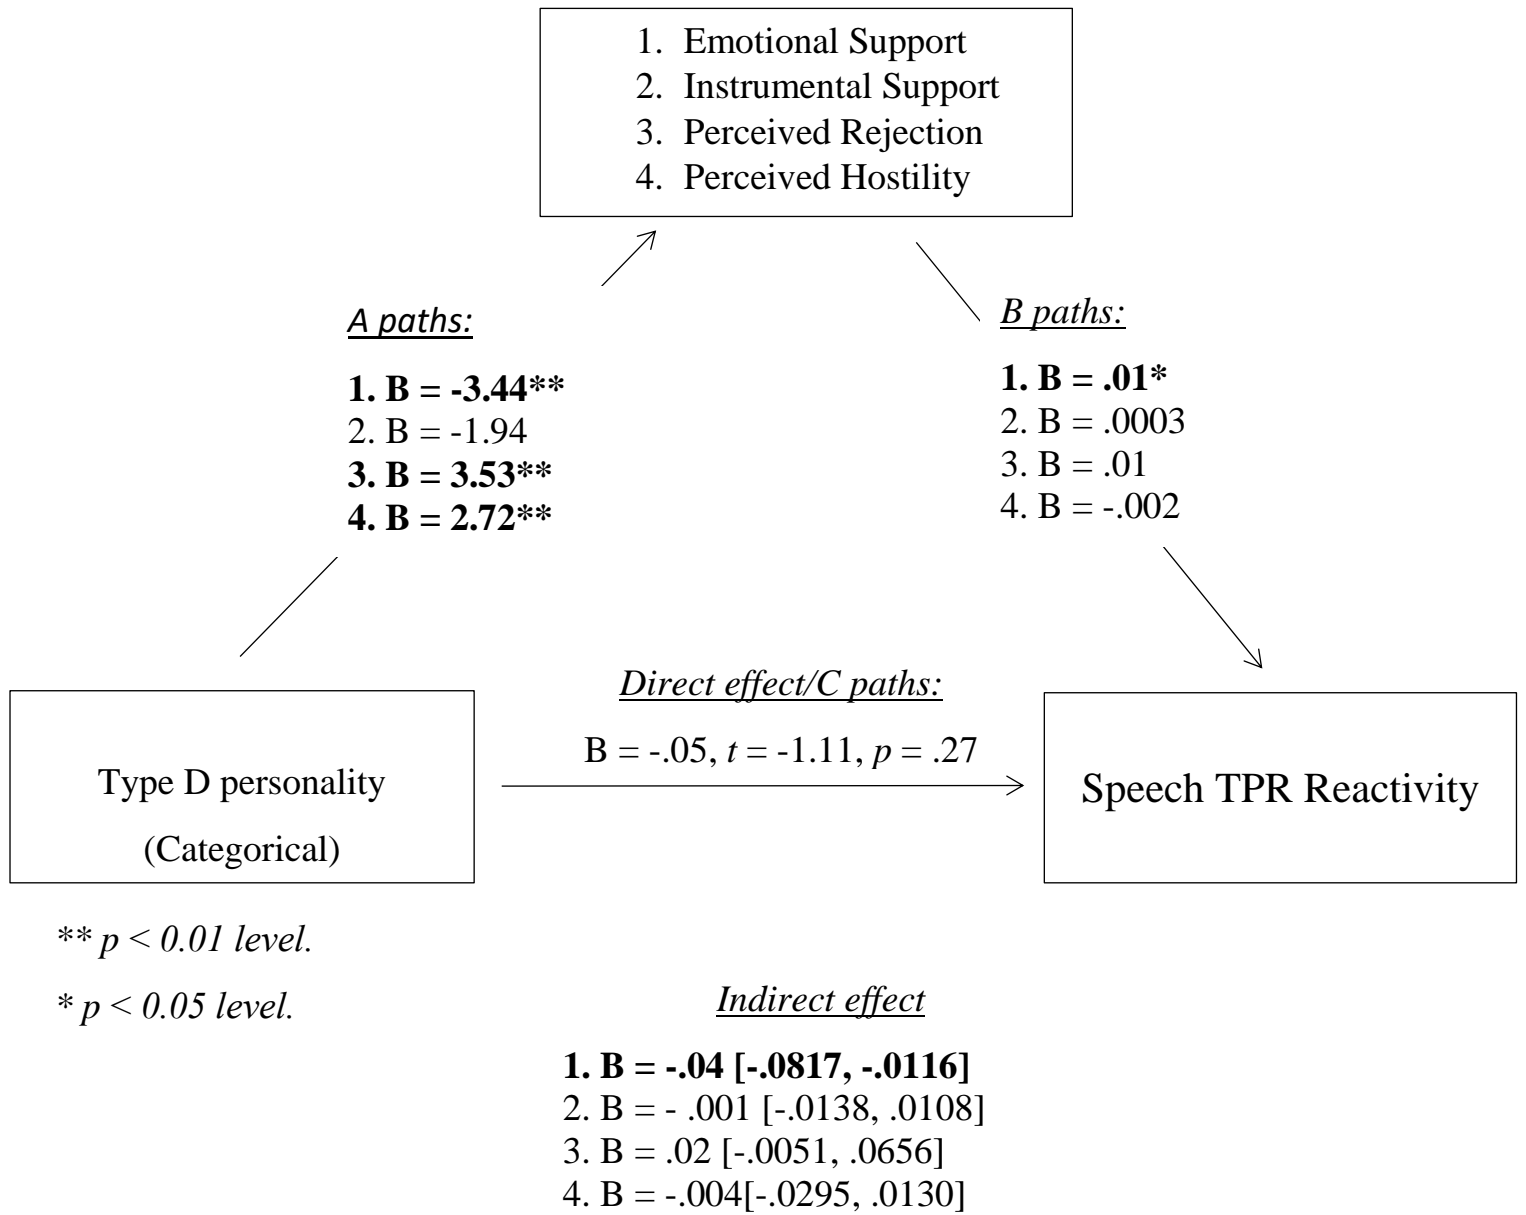 1. Emotional Support
2. Instrumental Support
3. Perceived Rejection
4. Perceived Hostility
A paths:
1. B = -3.44**
2. B = -1.94
3. B = 3.53**
4. B = 2.72**
B paths:
1. B = .01*
2. B = .0003
3. B = .01
4. B = -.002
Direct effect/C paths:
B = -.05, t = -1.11, p = .27
Type D personality
(Categorical)
Speech TPR Reactivity
** p < 0.01 level.
* p < 0.05 level.
Indirect effect
1. B = -.04 [-.0817, -.0116]
2. B = - .001 [-.0138, .0108]
3. B = .02 [-.0051, .0656]
4. B = -.004[-.0295, .0130]